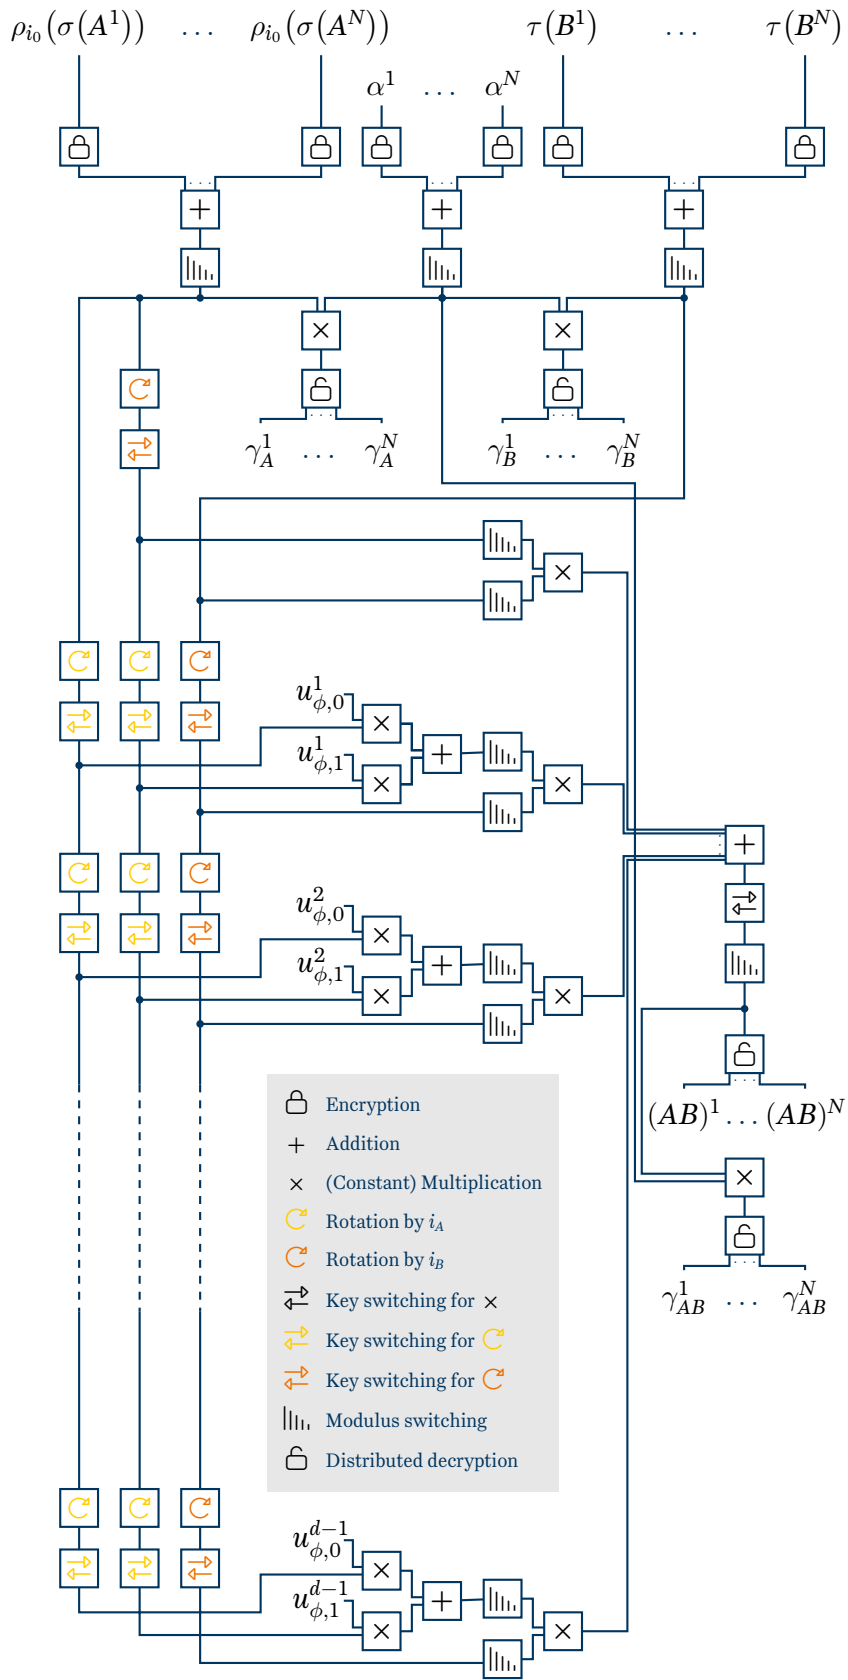 ρ_{i_0}(σ(A^1)) ... ρ_{i_0}(σ(A^N)) τ(B^1) ... τ(B^N)
α^1 ... α^N
+ + +
× ×
γ_A^1 ... γ_A^N γ_B^1 ... γ_B^N
×
u_{ϕ,0}^1 ×
u_{ϕ,1}^1 × + ×
+
u_{ϕ,0}^2 ×
u_{ϕ,1}^2 × + ×
(AB)^1 ... (AB)^N
×
γ_{AB}^1 ... γ_{AB}^N
Encryption
+ Addition
× (Constant) Multiplication
Rotation by i_A
Rotation by i_B
Key switching for ×
Key switching for
Key switching for
Modulus switching
Distributed decryption
u_{ϕ,0}^{d−1} ×
u_{ϕ,1}^{d−1} × + ×